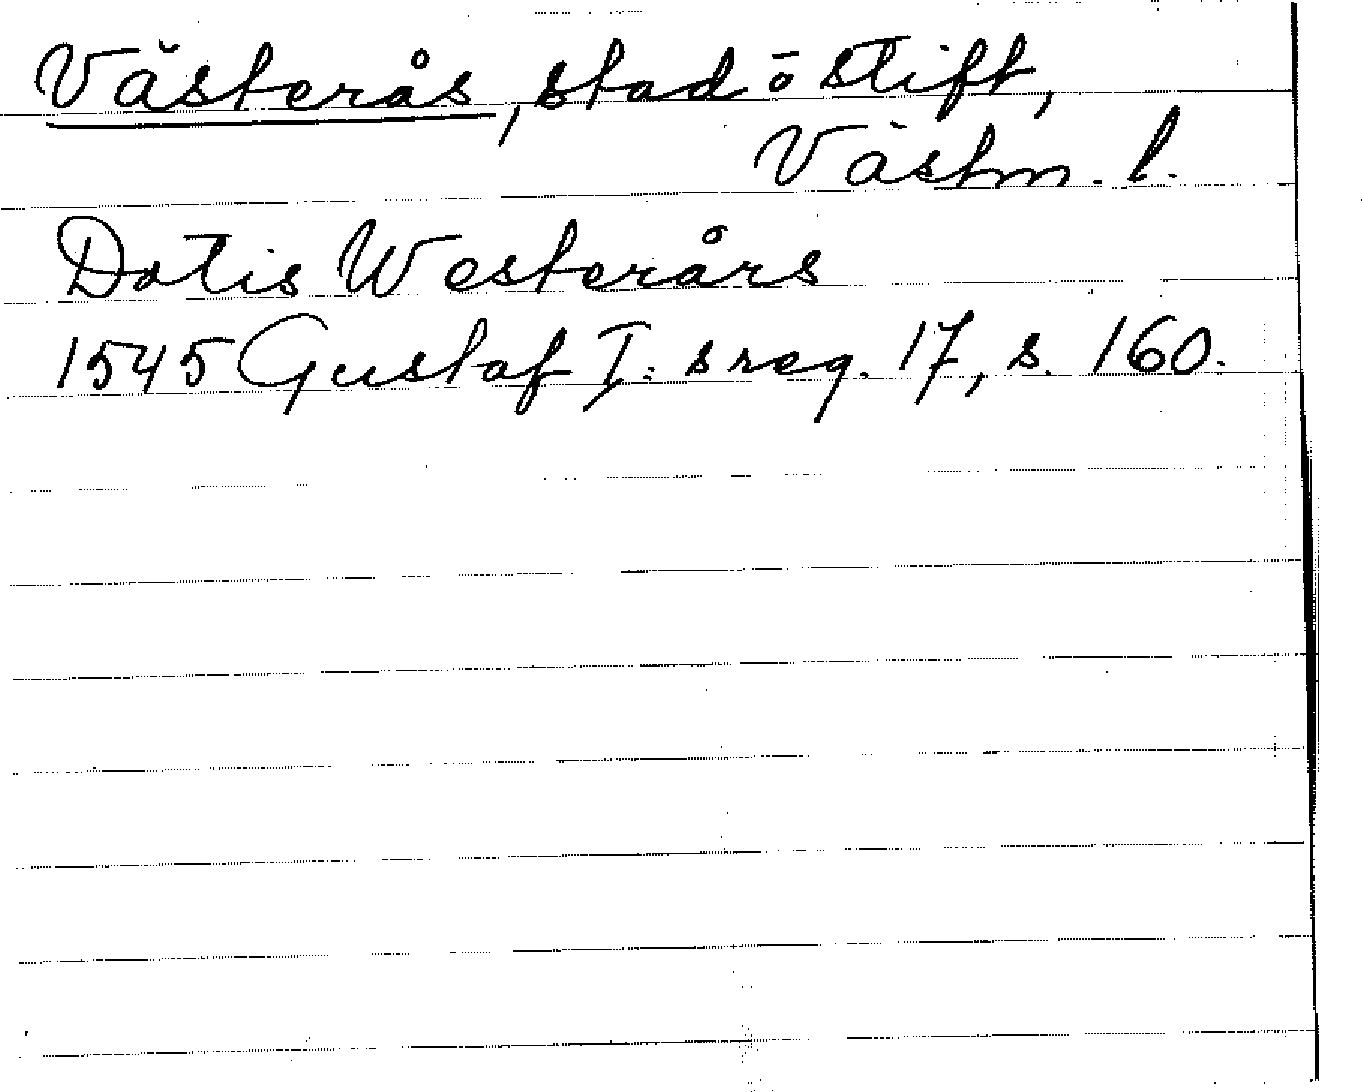 Västerås, stad o stift,
Västm. l.
Datis Westerårs
1545 Gustaf I:s reg. 17, s. 160.